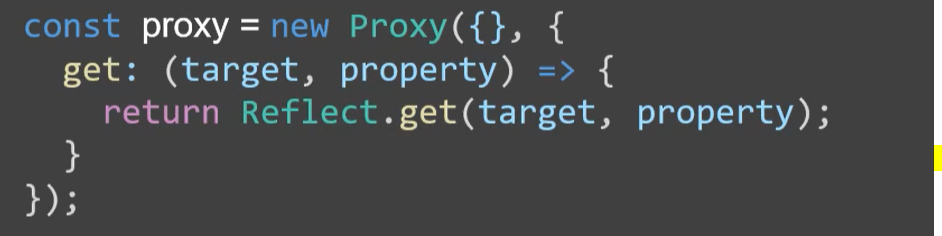 const proxy = new Proxy({}, {
  get: (target, property) => {
    return Reflect.get(target, property);
  }
});